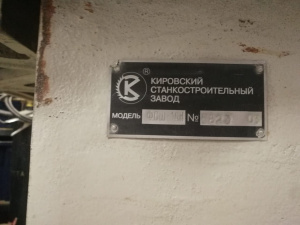 ®
КИРОВСКИЙ
СТАНКОСТРОИТЕЛЬНЫЙ
ЗАВОД
МОДЕЛЬ №